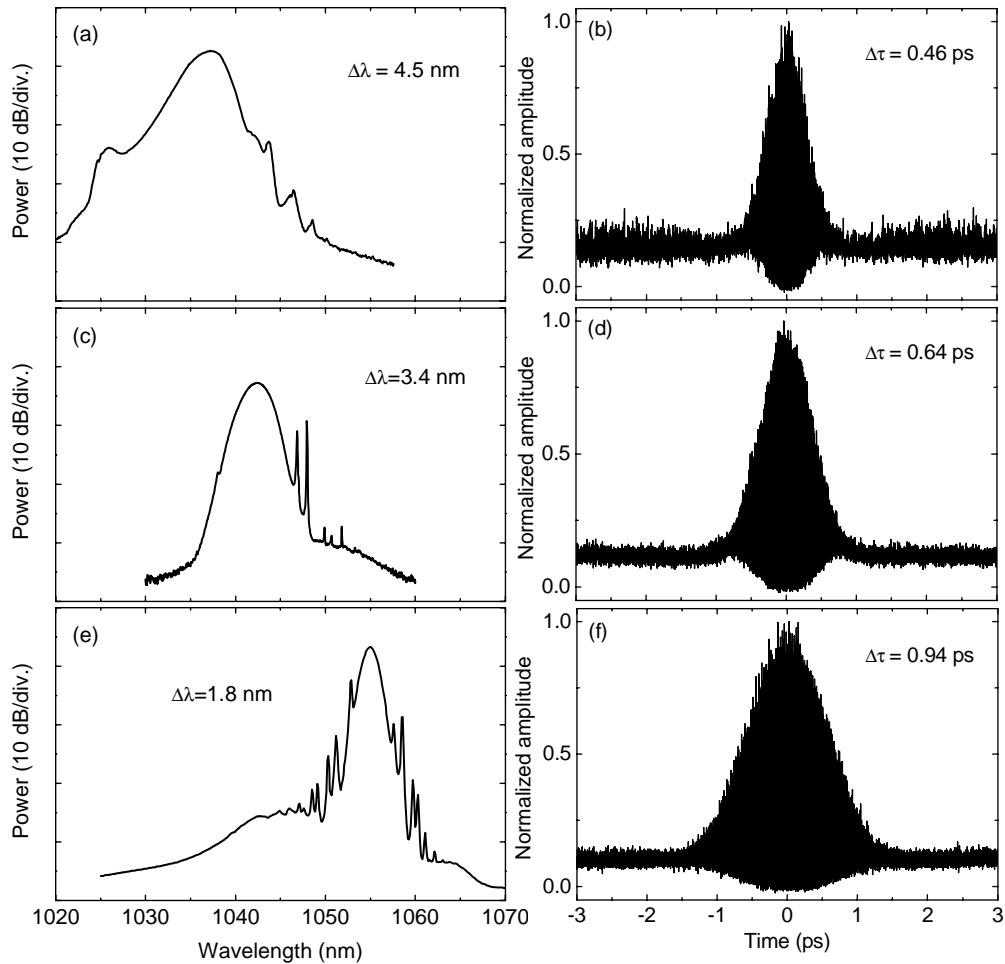 (a)
Δλ = 4.5 nm
Power (10 dB/div.)
(b)
Δτ = 0.46 ps
Normalized amplitude
1.0
0.5
0.0
(c)
Δλ=3.4 nm
Power (10 dB/div.)
(d)
Δτ = 0.64 ps
Normalized amplitude
1.0
0.5
0.0
(e)
Δλ=1.8 nm
Power (10 dB/div.)
1020 1030 1040 1050 1060 1070
Wavelength (nm)
(f)
Δτ = 0.94 ps
Normalized amplitude
1.0
0.5
0.0
-3 -2 -1 0 1 2 3
Time (ps)